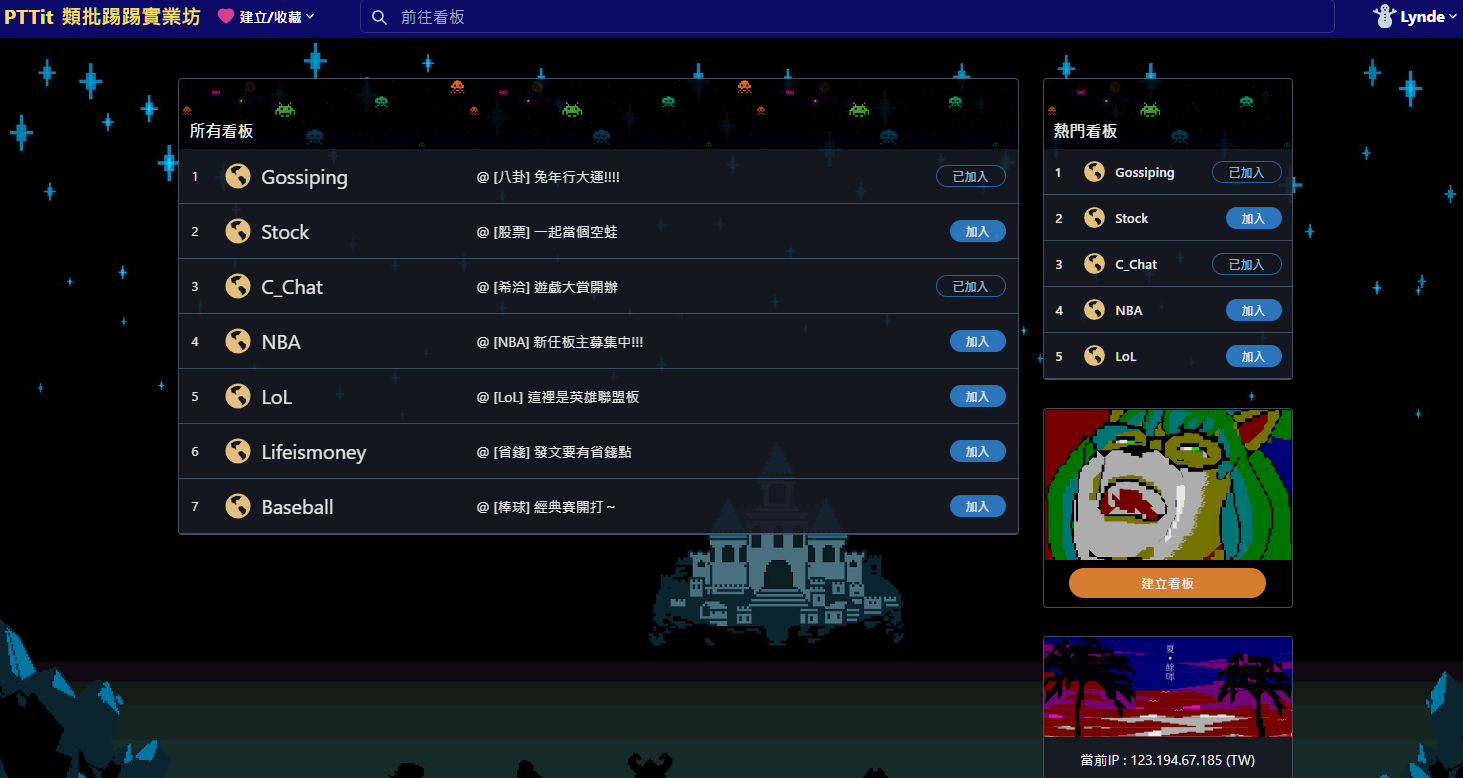 PTTit 類批踢踢實業坊
建立/收藏
前往看板
Lynde
所有看板
1 Gossiping @ [八卦] 兔年行大運!!!! 已加入
2 Stock @ [股票] 一起當個空蛙 加入
3 C_Chat @ [希洽] 遊戲大賞開辦 已加入
4 NBA @ [NBA] 新任板主募集中!!! 加入
5 LoL @ [LoL] 這裡是英雄聯盟板 加入
6 Lifeismoney @ [省錢] 發文要有省錢點 加入
7 Baseball @ [棒球] 經典賽開打～ 加入
熱門看板
1 Gossiping 已加入
2 Stock 加入
3 C_Chat 已加入
4 NBA 加入
5 LoL 加入
建立看板
夏•餘暉
當前IP : 123.194.67.185 (TW)